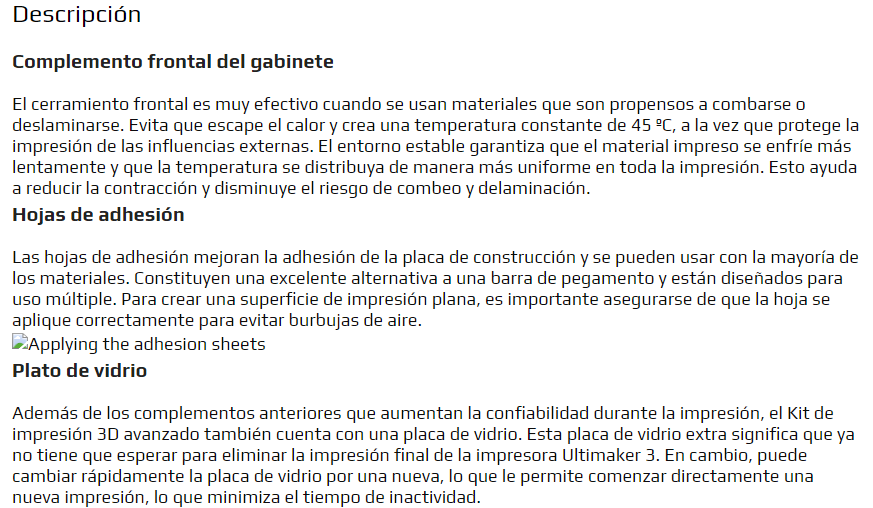 Descripción
Complemento frontal del gabinete
El cerramiento frontal es muy efectivo cuando se usan materiales que son propensos a combarse o
deslaminarse. Evita que escape el calor y crea una temperatura constante de 45 ºC, a la vez que protege la
impresión de las influencias externas. El entorno estable garantiza que el material impreso se enfríe más
lentamente y que la temperatura se distribuya de manera más uniforme en toda la impresión. Esto ayuda
a reducir la contracción y disminuye el riesgo de combeo y delaminación.
Hojas de adhesión
Las hojas de adhesión mejoran la adhesión de la placa de construcción y se pueden usar con la mayoría de
los materiales. Constituyen una excelente alternativa a una barra de pegamento y están diseñados para
uso múltiple. Para crear una superficie de impresión plana, es importante asegurarse de que la hoja se
aplique correctamente para evitar burbujas de aire.
Applying the adhesion sheets
Plato de vidrio
Además de los complementos anteriores que aumentan la confiabilidad durante la impresión, el Kit de
impresión 3D avanzado también cuenta con una placa de vidrio. Esta placa de vidrio extra significa que ya
no tiene que esperar para eliminar la impresión final de la impresora Ultimaker 3. En cambio, puede
cambiar rápidamente la placa de vidrio por una nueva, lo que le permite comenzar directamente una
nueva impresión, lo que minimiza el tiempo de inactividad.